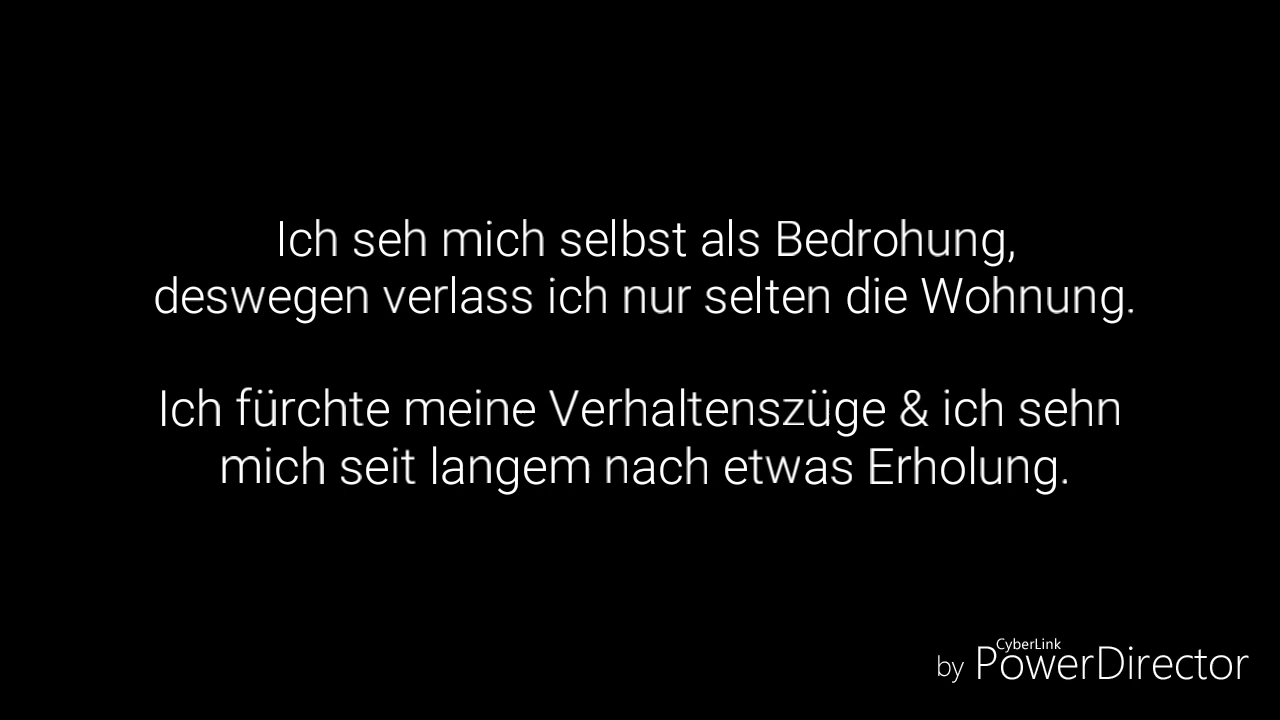 Ich seh mich selbst als Bedrohung,
deswegen verlass ich nur selten die Wohnung.
Ich fürchte meine Verhaltenszüge & ich sehn
mich seit langem nach etwas Erholung.
CyberLink
by PowerDirector